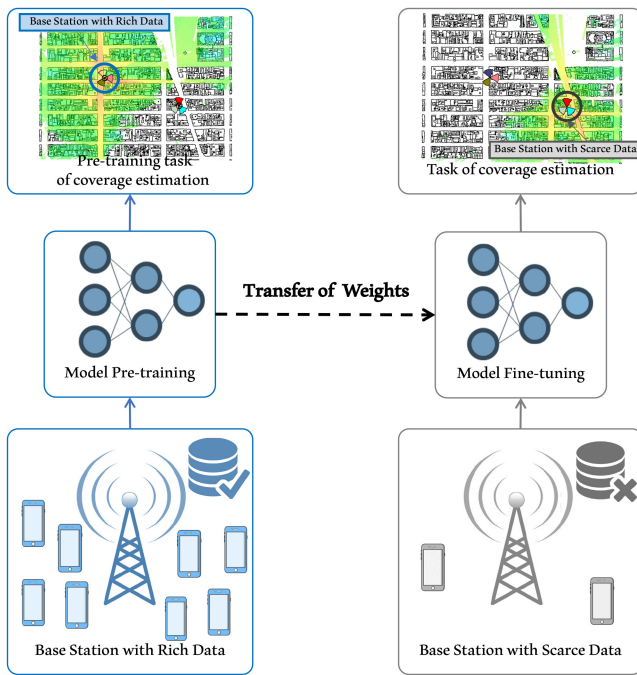 Base Station with Rich Data
Pre-training task
of coverage estimation
Base Station with Scarce Data
Task of coverage estimation
Transfer of Weights
Model Pre-training
Model Fine-tuning
Base Station with Rich Data
Base Station with Scarce Data